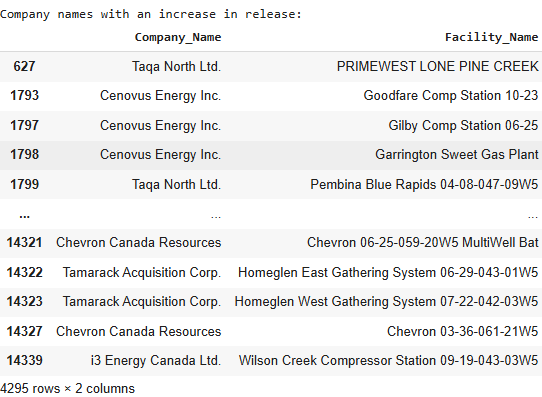 Company names with an increase in release:
Company_Name Facility_Name
627 Taqa North Ltd. PRIMEWEST LONE PINE CREEK
1793 Cenovus Energy Inc. Goodfare Comp Station 10-23
1797 Cenovus Energy Inc. Gilby Comp Station 06-25
1798 Cenovus Energy Inc. Garrington Sweet Gas Plant
1799 Taqa North Ltd. Pembina Blue Rapids 04-08-047-09W5
... ... ...
14321 Chevron Canada Resources Chevron 06-25-059-20W5 MultiWell Bat
14322 Tamarack Acquisition Corp. Homeglen East Gathering System 06-29-043-01W5
14323 Tamarack Acquisition Corp. Homeglen West Gathering System 07-22-042-03W5
14327 Chevron Canada Resources Chevron 03-36-061-21W5
14339 i3 Energy Canada Ltd. Wilson Creek Compressor Station 09-19-043-03W5
4295 rows × 2 columns